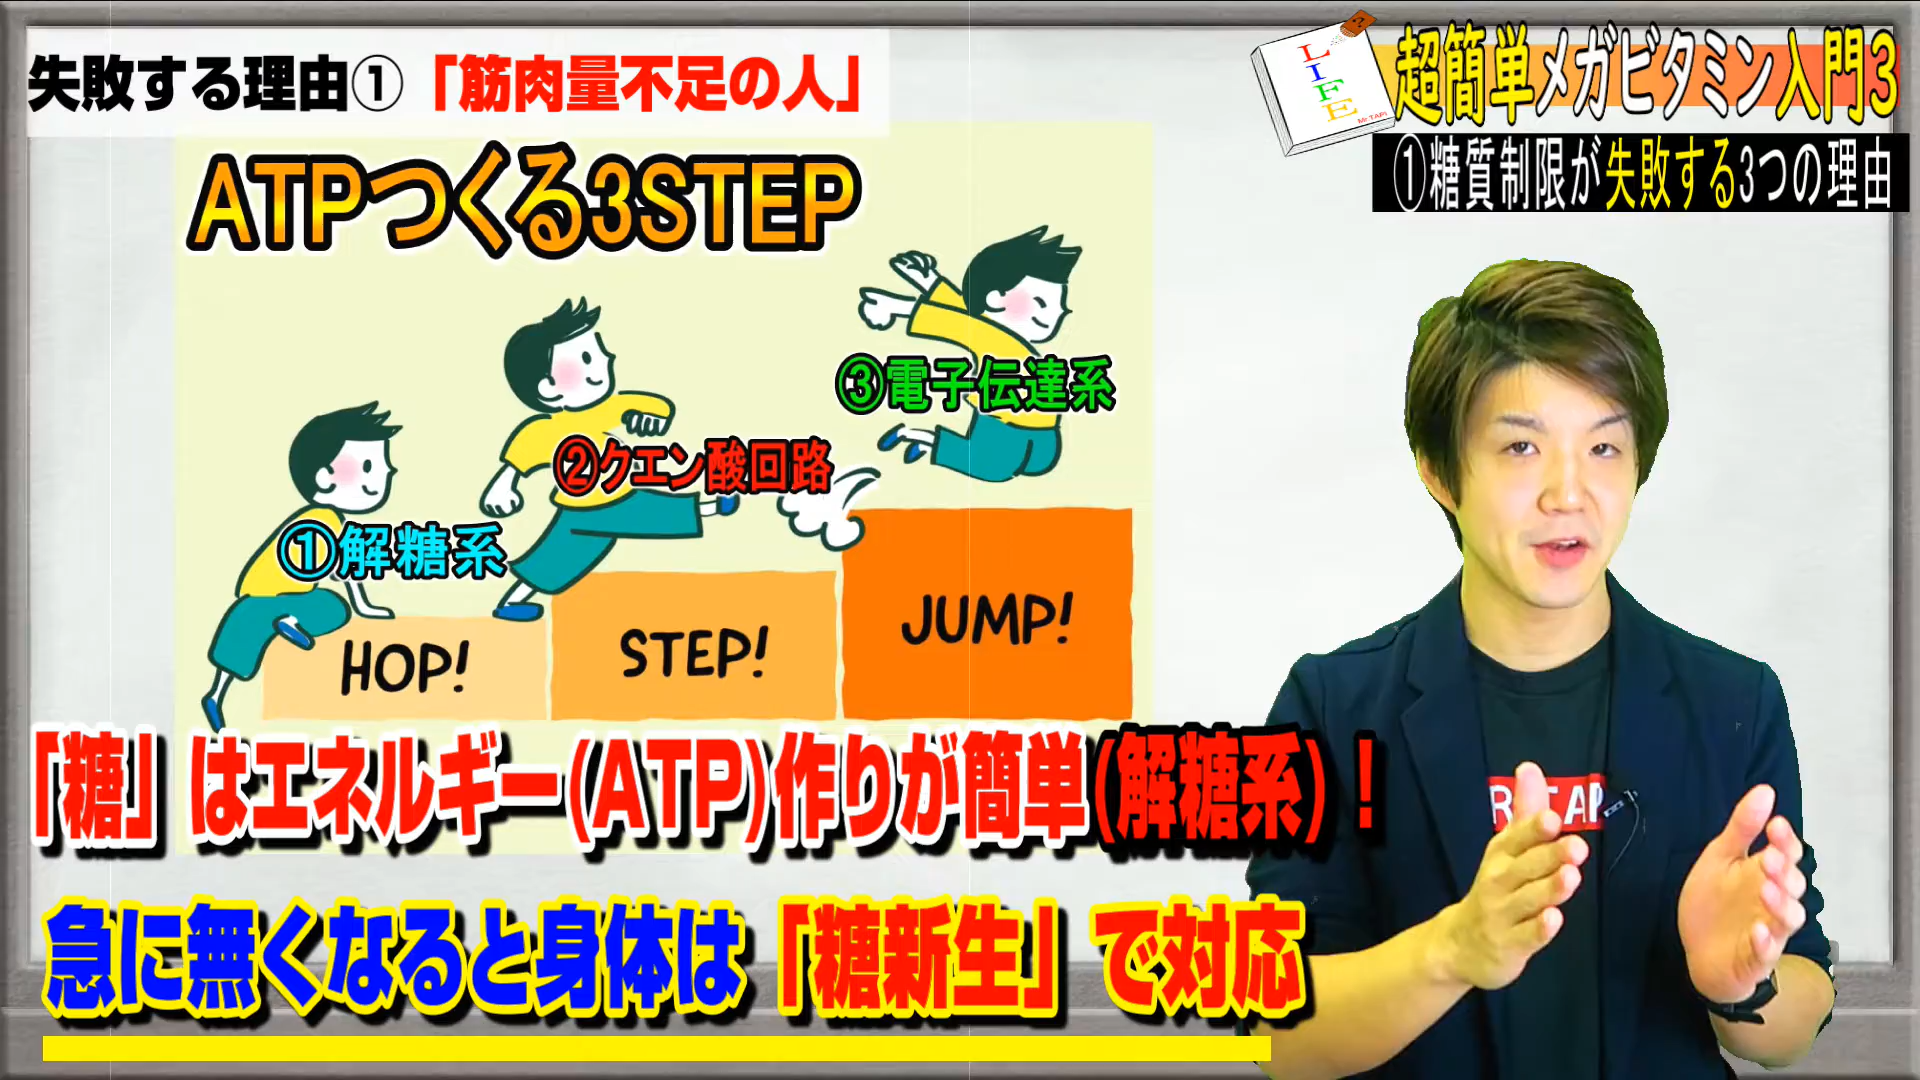 失敗する理由①「筋肉量不足の人」
LIFE
Mr.TAPI
超簡単メガビタミン入門3
①糖質制限が失敗する3つの理由
ATPつくる3STEP
③電子伝達系
②クエン酸回路
①解糖系
HOP!
STEP!
JUMP!
「糖」はエネルギー(ATP)作りが簡単(解糖系)！
急に無くなると身体は「糖新生」で対応